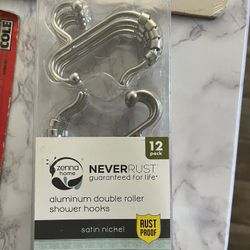 COLE
12
pack
zenna
home
NEVERRUST
guaranteed for life*
aluminum double roller
shower hooks
satin nickel
RUST
PROOF